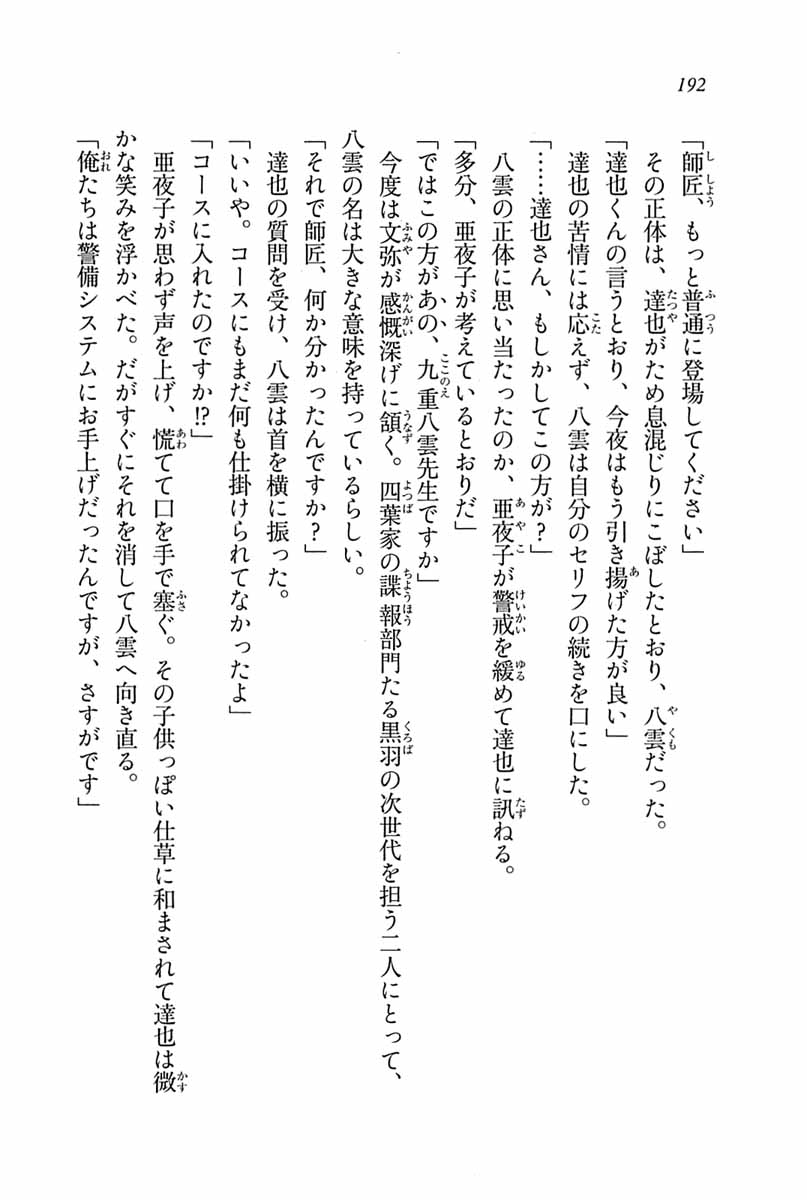 192
「師匠、もっと普通に登場してください」
その正体は、達也がため息混じりにこぼしたとおり、八雲だった。
「達也くんの言うとおり、今夜はもう引き揚げた方が良い」
達也の苦情には応えず、八雲は自分のセリフの続きを口にした。
「……達也さん、もしかしてこの方が？」
八雲の正体に思い当たったのか、亜夜子が警戒を緩めて達也に訊ねる。
「多分、亜夜子が考えているとおりだ」
「ではこの方があの、九重八雲先生ですか」
今度は文弥が感慨深げに頷く。四葉家の諜報部門たる黒羽の次世代を担う二人にとって、
八雲の名は大きな意味を持っているらしい。
「それで師匠、何か分かったんですか？」
達也の質問を受け、八雲は首を横に振った。
「いいや。コースにもまだ何も仕掛けられてなかったよ」
「コースに入れたのですか!?」
亜夜子が思わず声を上げ、慌てて口を手で塞ぐ。その子供っぽい仕草に和まされて達也は微
かな笑みを浮かべた。だがすぐにそれを消して八雲へ向き直る。
「俺たちは警備システムにお手上げだったんですが、さすがです」